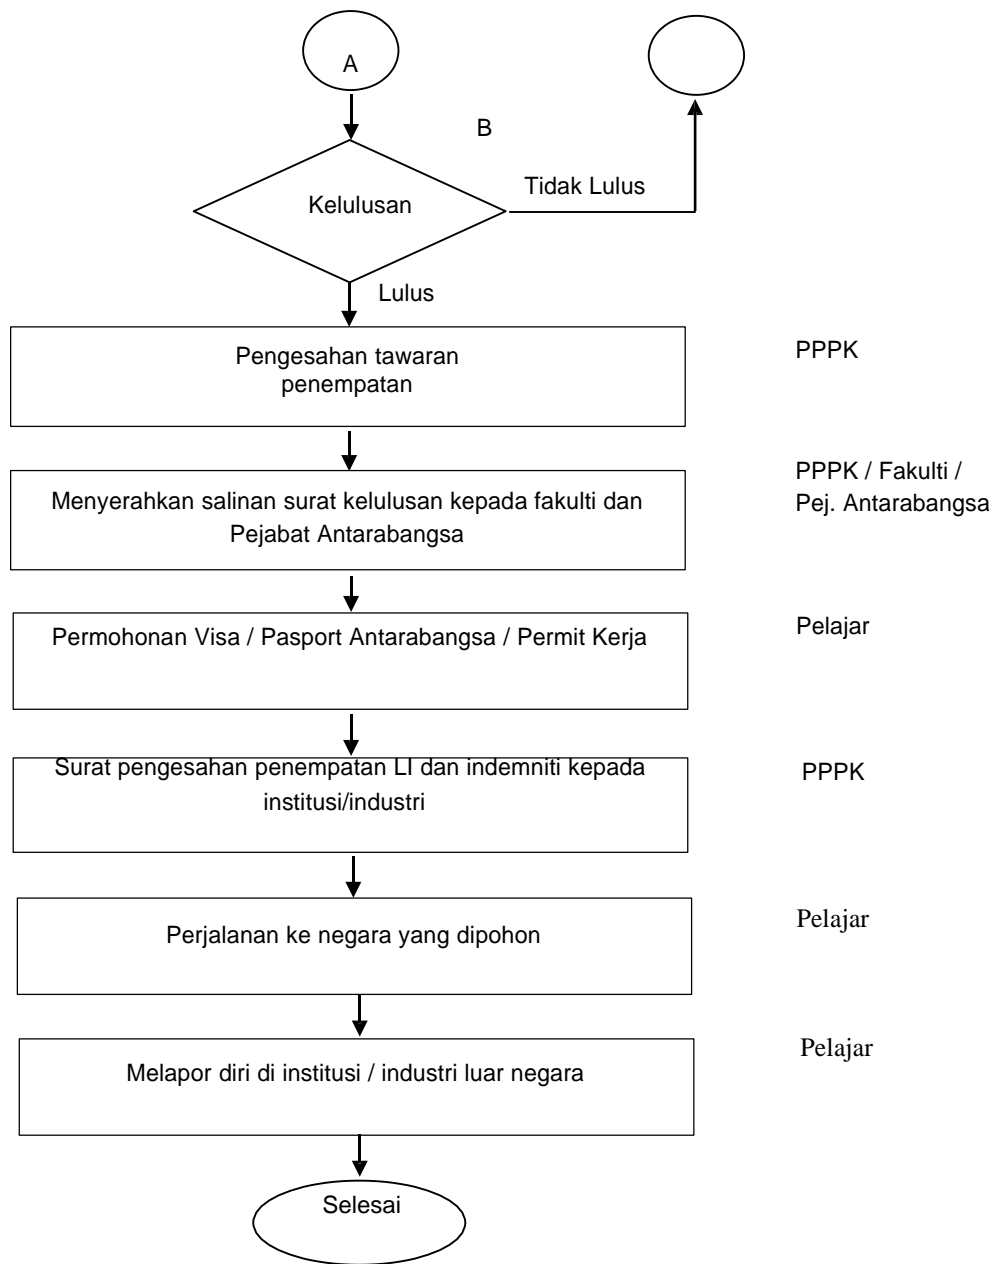 A
B
Tidak Lulus
Kelulusan
Lulus
Pengesahan tawaran
penempatan
PPPK
Menyerahkan salinan surat kelulusan kepada fakulti dan
Pejabat Antarabangsa
PPPK / Fakulti /
Pej. Antarabangsa
Permohonan Visa / Pasport Antarabangsa / Permit Kerja
Pelajar
Surat pengesahan penempatan LI dan indemniti kepada
institusi/industri
PPPK
Perjalanan ke negara yang dipohon
Pelajar
Melapor diri di institusi / industri luar negara
Pelajar
Selesai